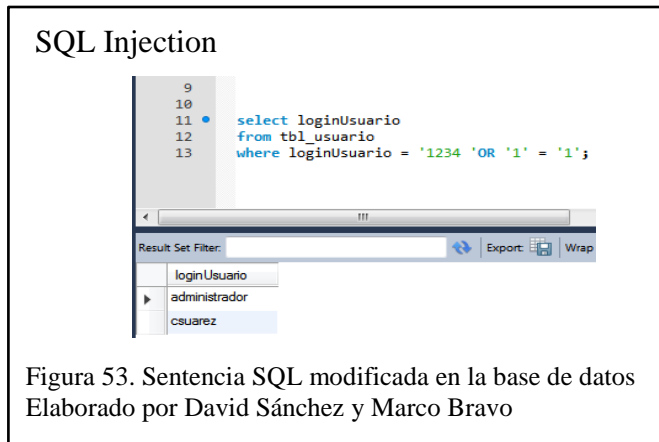 SQL Injection
9
10
11 select loginUsuario
12 from tbl_usuario
13 where loginUsuario = '1234 'OR '1' = '1';
Result Set Filter: Export: Wrap
loginUsuario
administrador
csuarez
Figura 53. Sentencia SQL modificada en la base de datos
Elaborado por David Sánchez y Marco Bravo